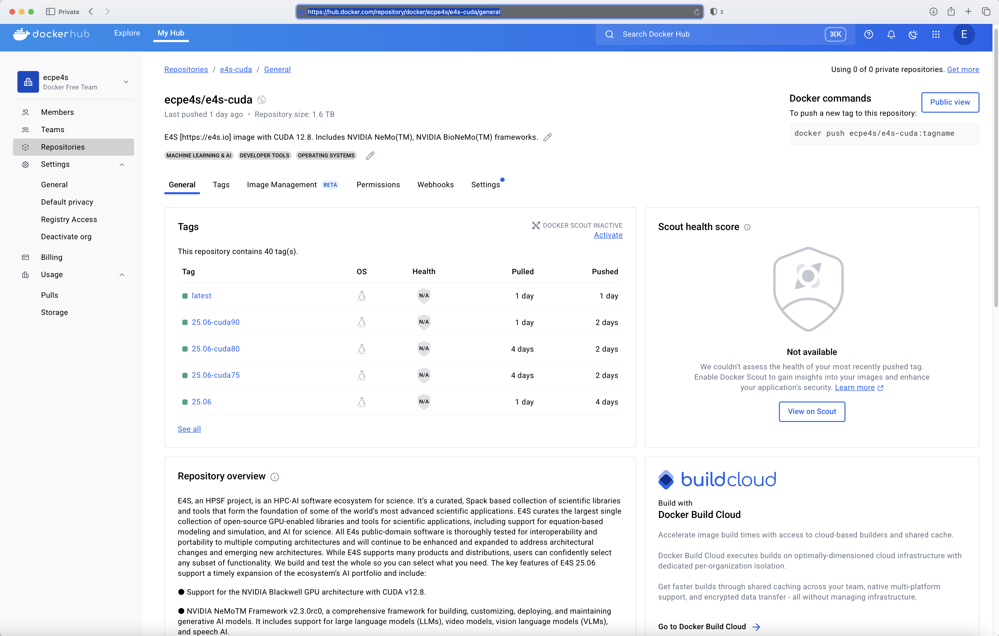 Private
https://hub.docker.com/repository/docker/ecpe4s/e4s-cuda/general
2
dockerhub
Explore
My Hub
Search Docker Hub
⌘K
E
ecpe4s
Docker Free Team
Members
Teams
Repositories
Settings
General
Default privacy
Registry Access
Deactivate org
Billing
Usage
Pulls
Storage
Repositories / e4s-cuda / General
Using 0 of 0 private repositories. Get more
ecpe4s/e4s-cuda
Last pushed 1 day ago • Repository size: 1.6 TB
E4S [https://e4s.io] image with CUDA 12.8. Includes NVIDIA NeMo(TM), NVIDIA BioNeMo(TM) frameworks.
MACHINE LEARNING & AI DEVELOPER TOOLS OPERATING SYSTEMS
Docker commands
Public view
To push a new tag to this repository:
docker push ecpe4s/e4s-cuda:tagname
General Tags Image Management BETA Permissions Webhooks Settings
Tags
DOCKER SCOUT INACTIVE
Activate
This repository contains 40 tag(s).
Tag OS Health Pulled Pushed
latest N/A 1 day 1 day
25.06-cuda90 N/A 1 day 2 days
25.06-cuda80 N/A 4 days 2 days
25.06-cuda75 N/A 4 days 2 days
25.06 N/A 1 day 4 days
See all
Scout health score
Not available
We couldn't assess the health of your most recently pushed tag.
Enable Docker Scout to gain insights into your images and enhance
your application's security. Learn more
View on Scout
Repository overview
E4S, an HPSF project, is an HPC-AI software ecosystem for science. It’s a curated, Spack based collection of scientific libraries
and tools that form the foundation of some of the world’s most advanced scientific applications. E4S curates the largest single
collection of open-source GPU-enabled libraries and tools for scientific applications, including support for equation-based
modeling and simulation, and AI for science. All E4s public-domain software is thoroughly tested for interoperability and
portability to multiple computing architectures and will continue to be enhanced and expanded to address architectural
changes and emerging new architectures. While E4S supports many products and distributions, users can confidently select
any subset of functionality. We build and test the whole so you can select what you need. The key features of E4S 25.06
support a timely expansion of the ecosystem’s AI portfolio and include:
● Support for the NVIDIA Blackwell GPU architecture with CUDA v12.8.
● NVIDIA NeMoTM Framework v2.3.0rc0, a comprehensive framework for building, customizing, deploying, and maintaining
generative AI models. It includes support for large language models (LLMs), video models, vision language models (VLMs),
and speech AI.
buildcloud
Build with
Docker Build Cloud
Accelerate image build times with access to cloud-based builders and shared cache.
Docker Build Cloud executes builds on optimally-dimensioned cloud infrastructure with
dedicated per-organization isolation.
Get faster builds through shared caching across your team, native multi-platform
support, and encrypted data transfer - all without managing infrastructure.
Go to Docker Build Cloud